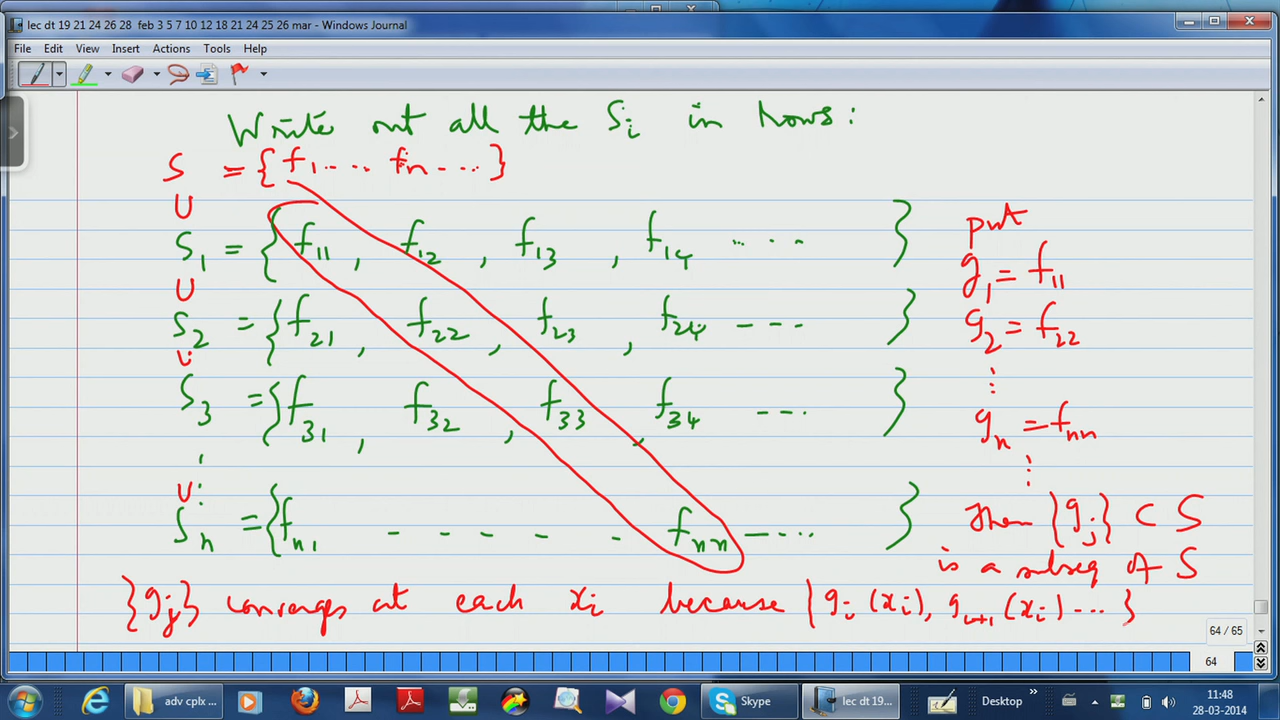 lec dt 19 21 24 26 28 feb 3 5 7 10 12 18 21 24 25 26 mar - Windows Journal
File Edit View Insert Actions Tools Help
Write out all the Si in rows:
S = {f1 ... fn ...}
U
S1 = {f11, f12, f13, f14 ... }
U
S2 = {f21, f22, f23, f24 --- }
U
S3 = {f31, f32, f33, f34 --- }
U
Sn = {fn1 - - - - - fnn --... }
put
g1 = f11
g2 = f22
⋮
gn = fnn
⋮
Then {gj} ⊂ S
is a subseq of S
{gj} converges at each xi because {gi(xi), gi+1(xi) ... }
64 / 65
64
adv cplx ...
Skype
lec dt 19...
Desktop
11:48
28-03-2014